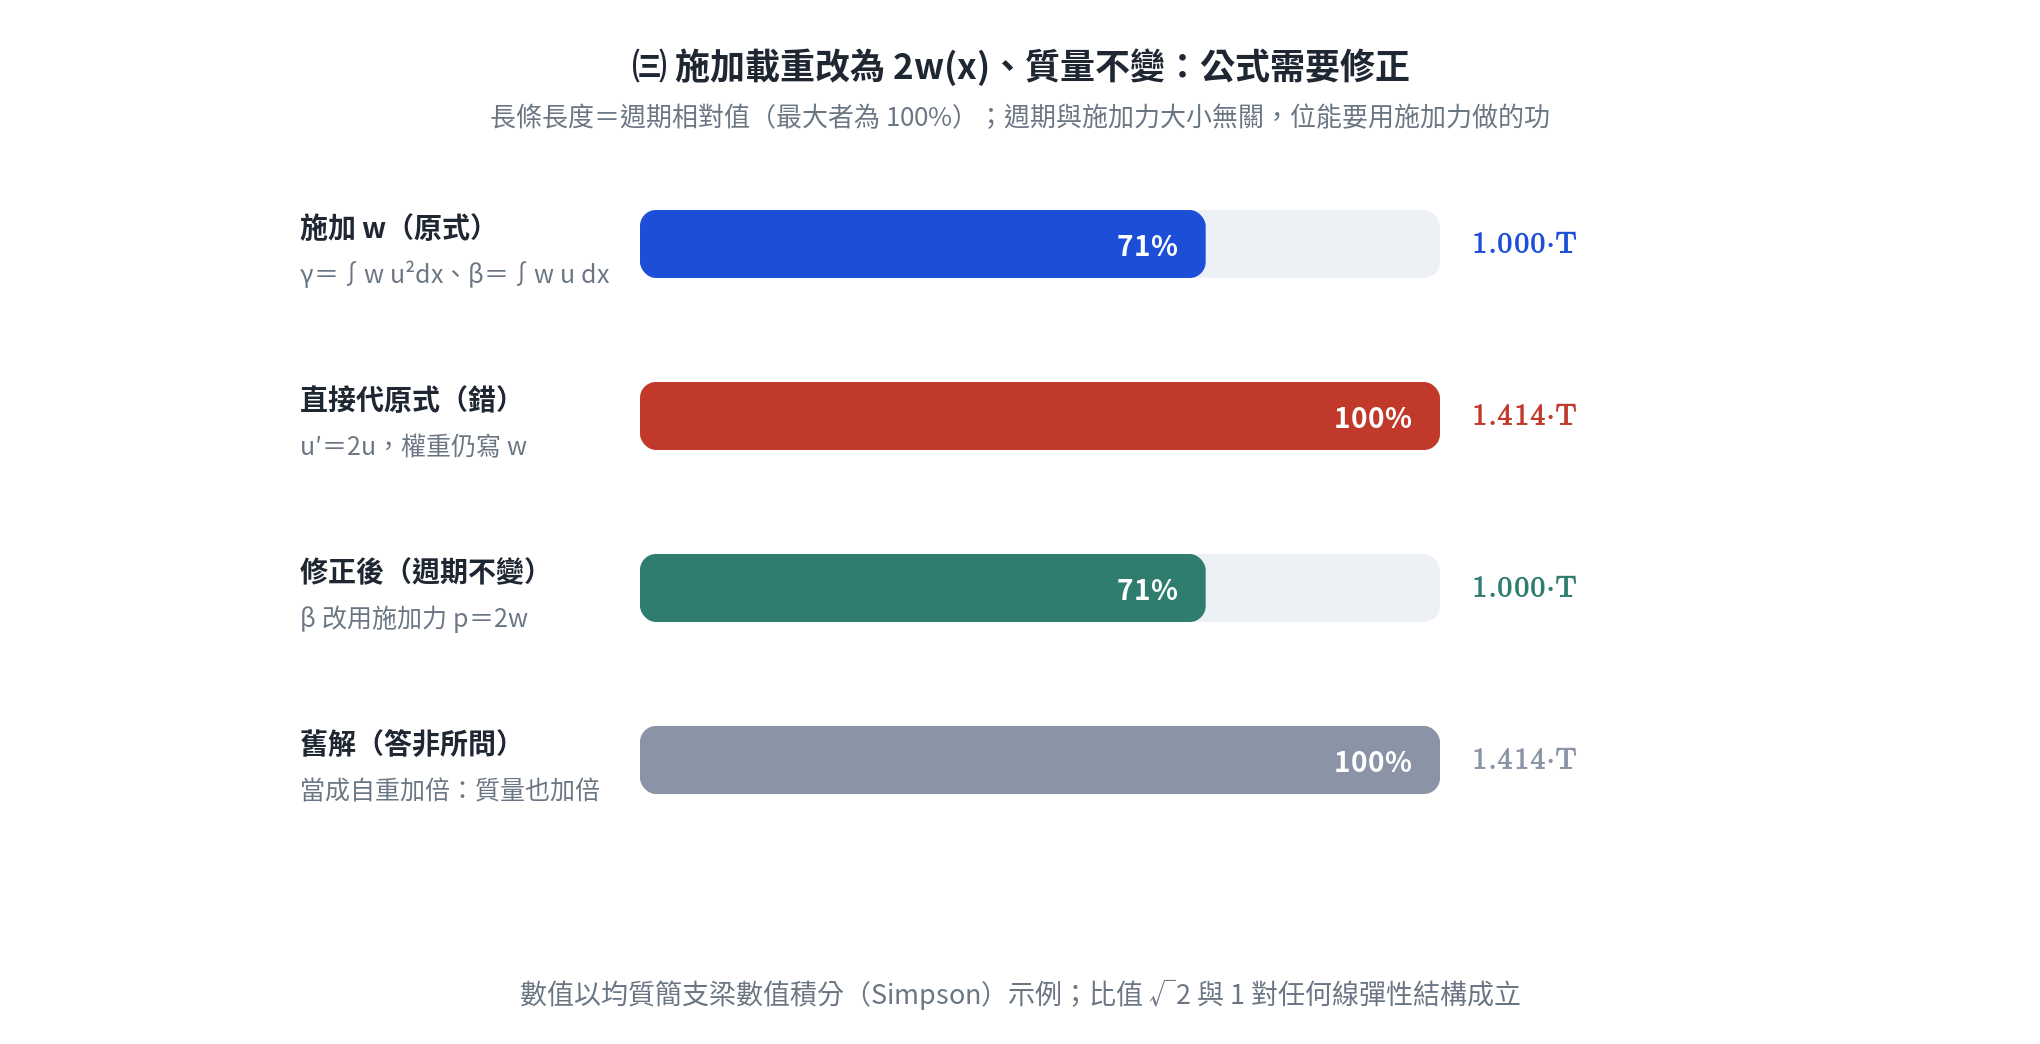 ㈢ 施加載重改為 2w(x)、質量不變：公式需要修正
長條長度＝週期相對值（最大者為 100%）；週期與施加力大小無關，位能要用施加力做的功
施加 w（原式）
γ＝∫ w u²dx、β＝∫ w u dx
71%
1.000·T
直接代原式（錯）
u′＝2u，權重仍寫 w
100%
1.414·T
修正後（週期不變）
β 改用施加力 p＝2w
71%
1.000·T
舊解（答非所問）
當成自重加倍：質量也加倍
100%
1.414·T
數值以均質簡支梁數值積分（Simpson）示例；比值 √2 與 1 對任何線彈性結構成立